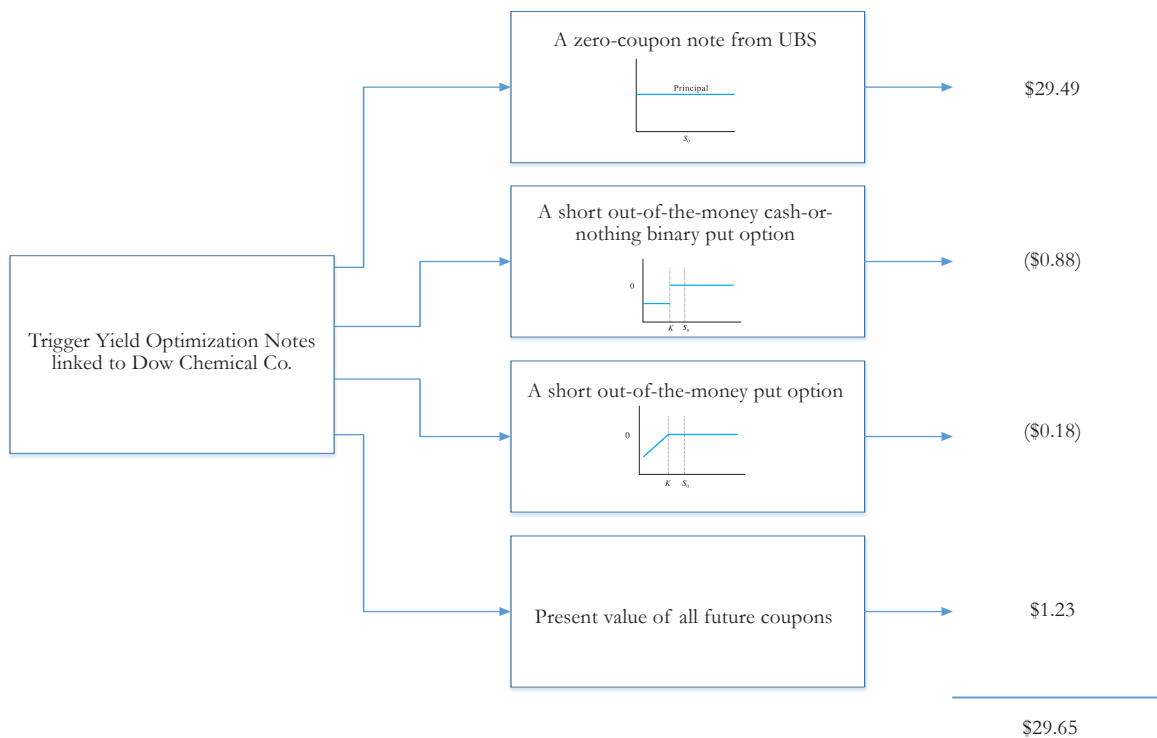 A zero-coupon note from UBS
Principal
S0
$29.49
A short out-of-the-money cash-or-
nothing binary put option
0
K S0
($0.88)
Trigger Yield Optimization Notes
linked to Dow Chemical Co.
A short out-of-the-money put option
0
K S0
($0.18)
Present value of all future coupons
$1.23
$29.65